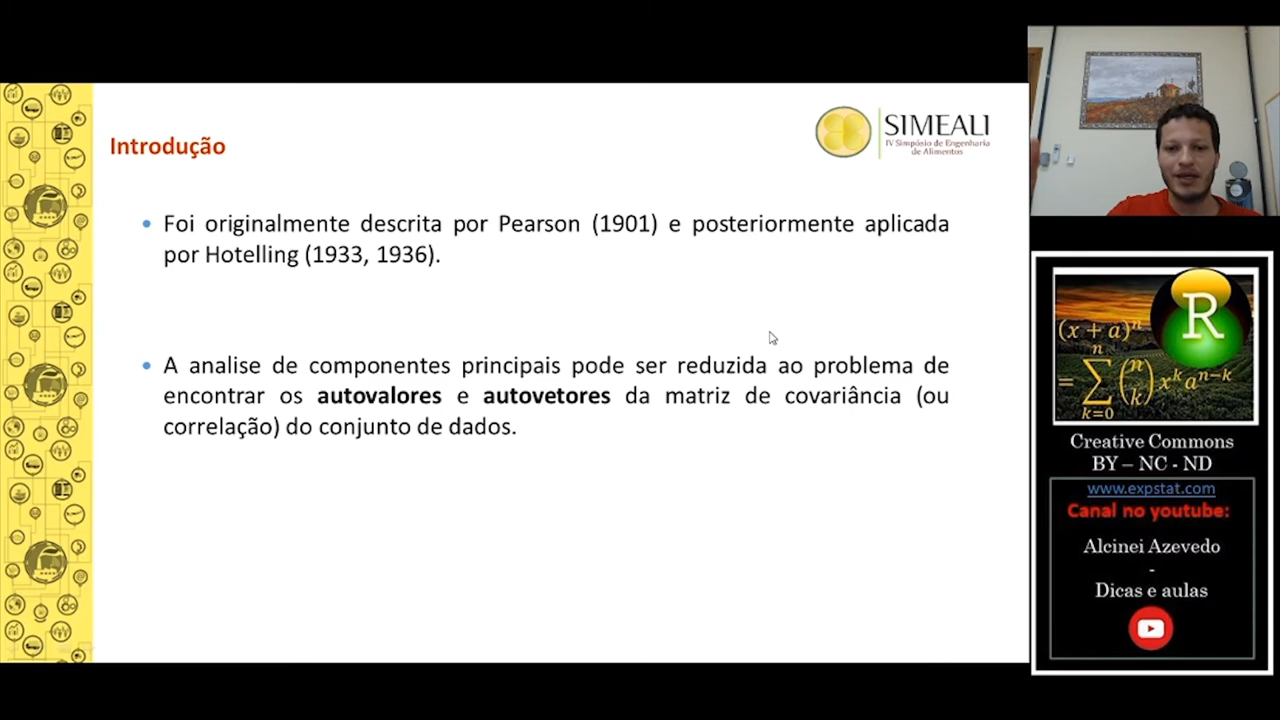 Introdução
SIMEALI
IV Simpósio de Engenharia
de Alimentos
• Foi originalmente descrita por Pearson (1901) e posteriormente aplicada
por Hotelling (1933, 1936).
• A analise de componentes principais pode ser reduzida ao problema de
encontrar os autovalores e autovetores da matriz de covariância (ou
correlação) do conjunto de dados.
R
(x + a)^n
= ∑_{k=0}^{n} (n k) x^k a^{n-k}
Creative Commons
BY – NC - ND
www.expstat.com
Canal no youtube:
Alcinei Azevedo
-
Dicas e aulas